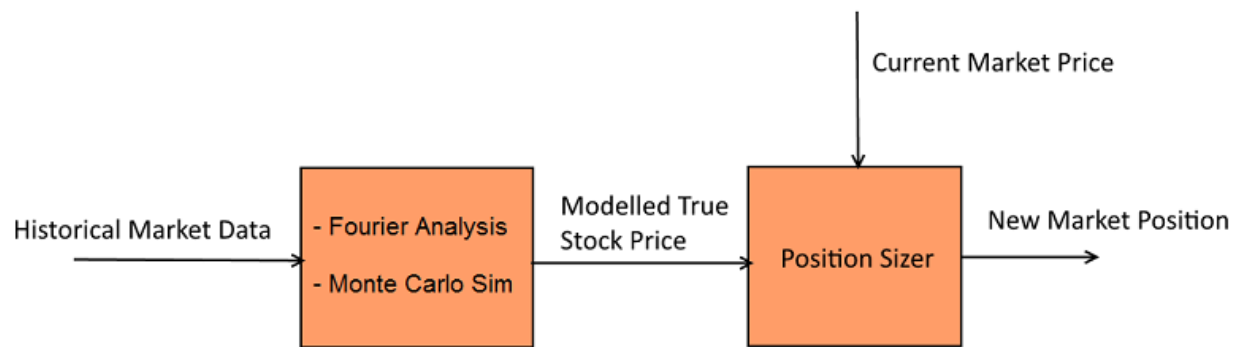 Current Market Price
Historical Market Data
- Fourier Analysis
- Monte Carlo Sim
Modelled True
Stock Price
Position Sizer
New Market Position